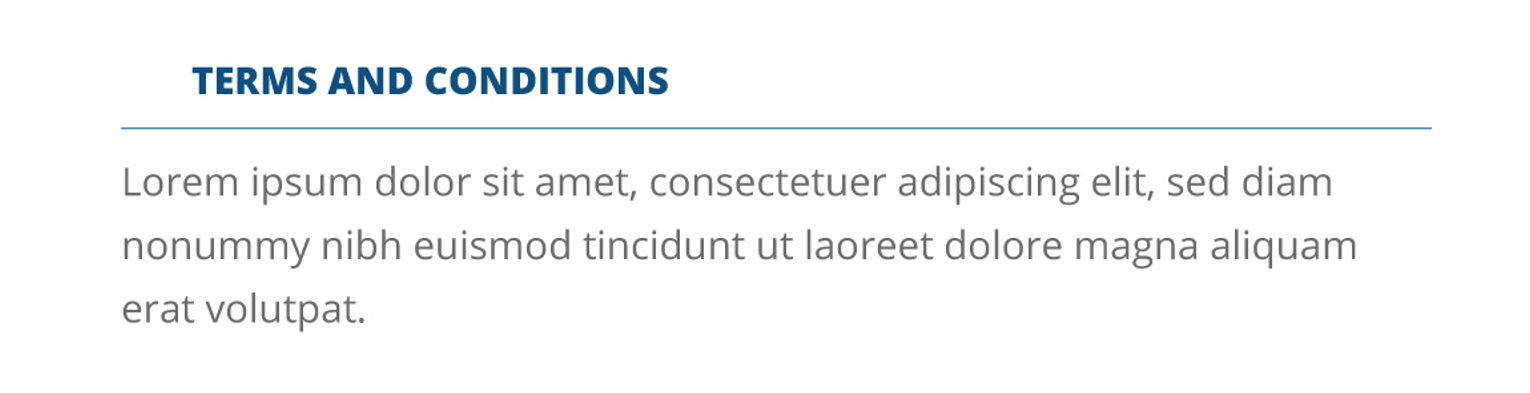 TERMS AND CONDITIONS
Lorem ipsum dolor sit amet, consectetuer adipiscing elit, sed diam
nonummy nibh euismod tincidunt ut laoreet dolore magna aliquam
erat volutpat.